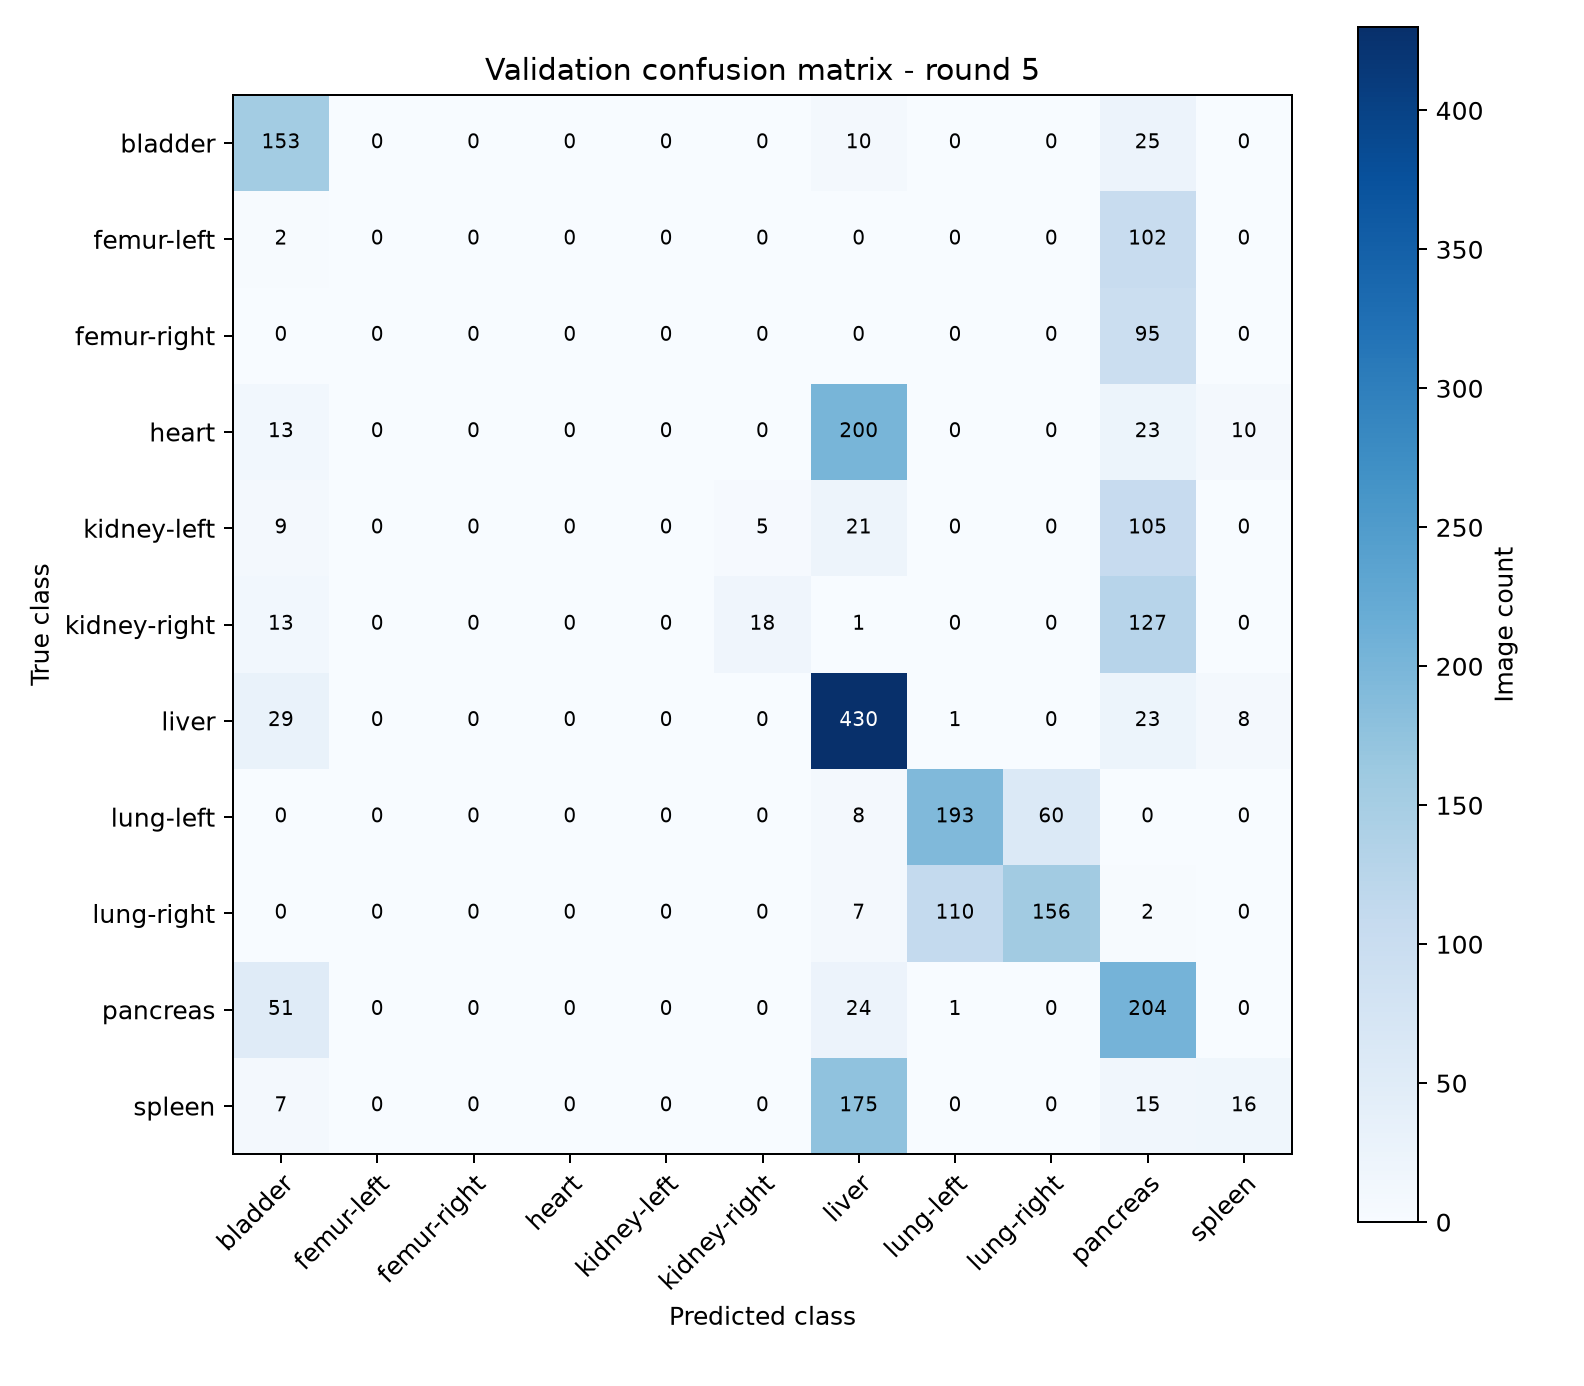 Validation confusion matrix - round 5
bladder 153 0 0 0 0 0 10 0 0 25 0
femur-left 2 0 0 0 0 0 0 0 0 102 0
femur-right 0 0 0 0 0 0 0 0 0 95 0
heart 13 0 0 0 0 0 200 0 0 23 10
kidney-left 9 0 0 0 0 5 21 0 0 105 0
kidney-right 13 0 0 0 0 18 1 0 0 127 0
liver 29 0 0 0 0 0 430 1 0 23 8
lung-left 0 0 0 0 0 0 8 193 60 0 0
lung-right 0 0 0 0 0 0 7 110 156 2 0
pancreas 51 0 0 0 0 0 24 1 0 204 0
spleen 7 0 0 0 0 0 175 0 0 15 16
bladder femur-left femur-right heart kidney-left kidney-right liver lung-left lung-right pancreas spleen
Predicted class
True class
400
350
300
250
200
150
100
50
0
Image count